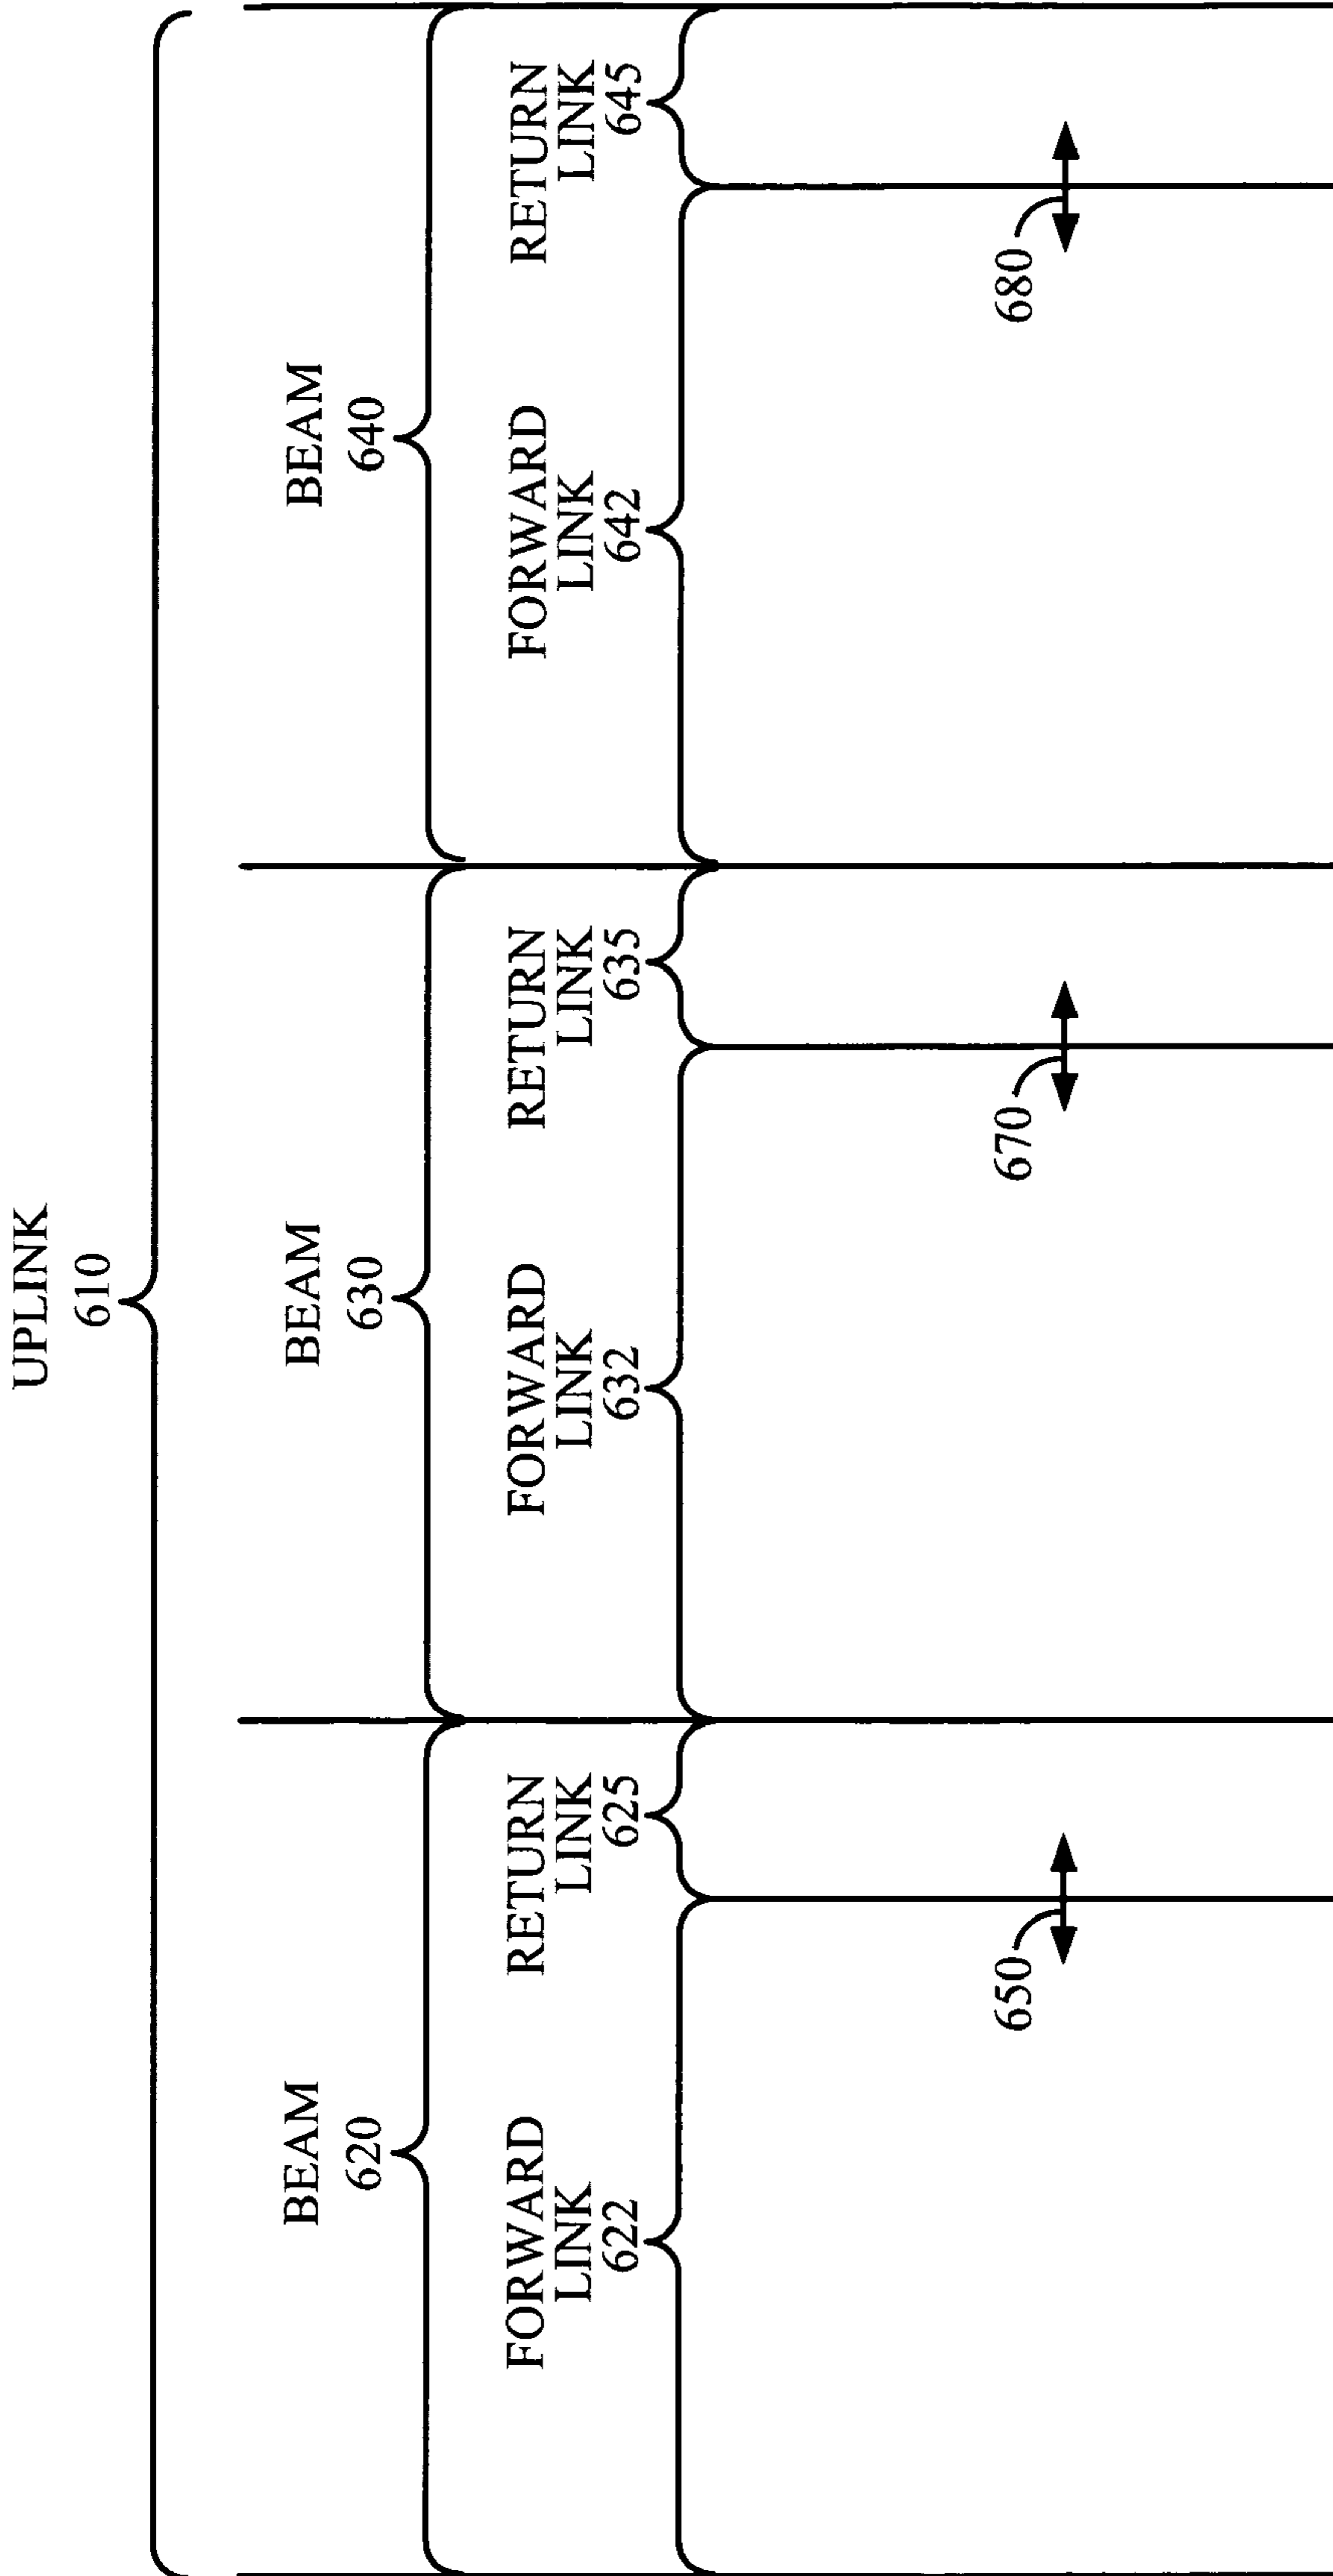 UPLINK
610
BEAM
620
BEAM
630
BEAM
640
FORWARD
LINK
622
RETURN
LINK
625
FORWARD
LINK
632
RETURN
LINK
635
FORWARD
LINK
642
RETURN
LINK
645
650
670
680